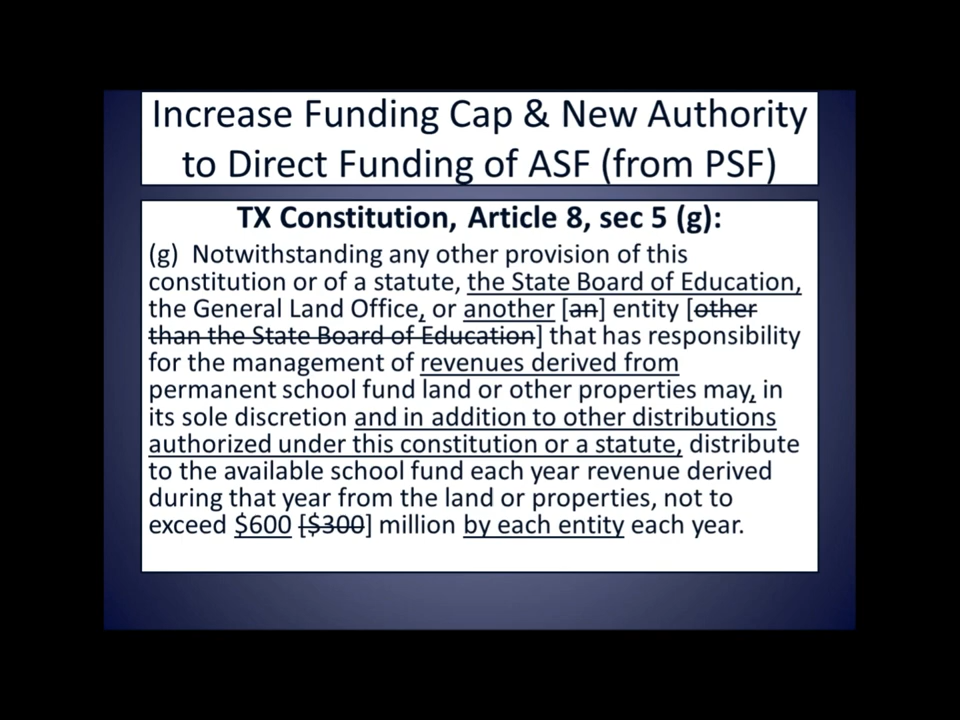 Increase Funding Cap & New Authority
to Direct Funding of ASF (from PSF)
TX Constitution, Article 8, sec 5 (g):
(g) Notwithstanding any other provision of this
constitution or of a statute, the State Board of Education,
the General Land Office, or another [an] entity [other
than the State Board of Education] that has responsibility
for the management of revenues derived from
permanent school fund land or other properties may, in
its sole discretion and in addition to other distributions
authorized under this constitution or a statute, distribute
to the available school fund each year revenue derived
during that year from the land or properties, not to
exceed $600 [$300] million by each entity each year.